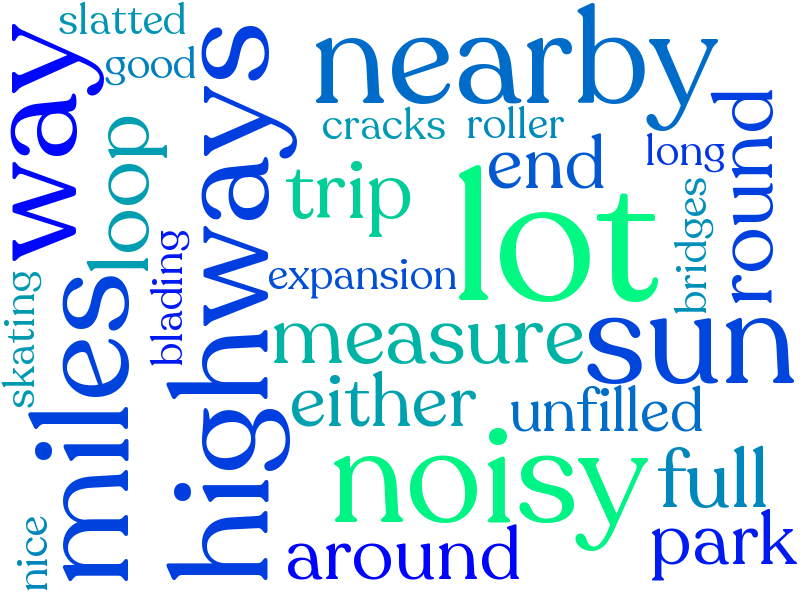 slatted
good
way
highways
nearby
cracks
roller
long
end
round
loop
trip
lot
bridges
blading
expansion
skating
miles
measure
sun
either
unfilled
noisy
full
nice
around
park